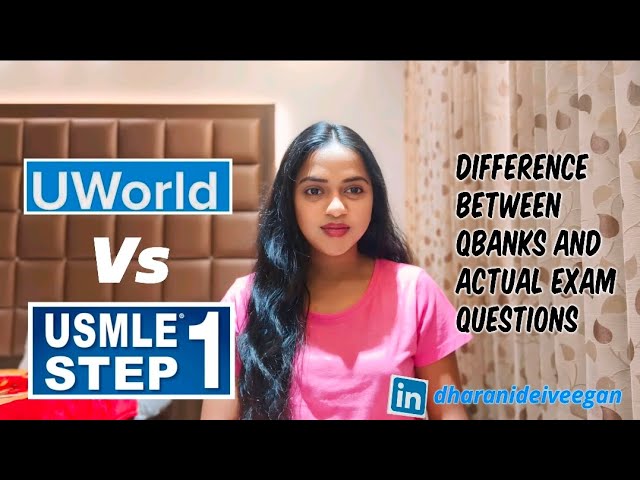 UWorld
Vs
USMLE® STEP 1
DIFFERENCE
BETWEEN
QBANKS AND
ACTUAL EXAM
QUESTIONS
in dharanideiveegan